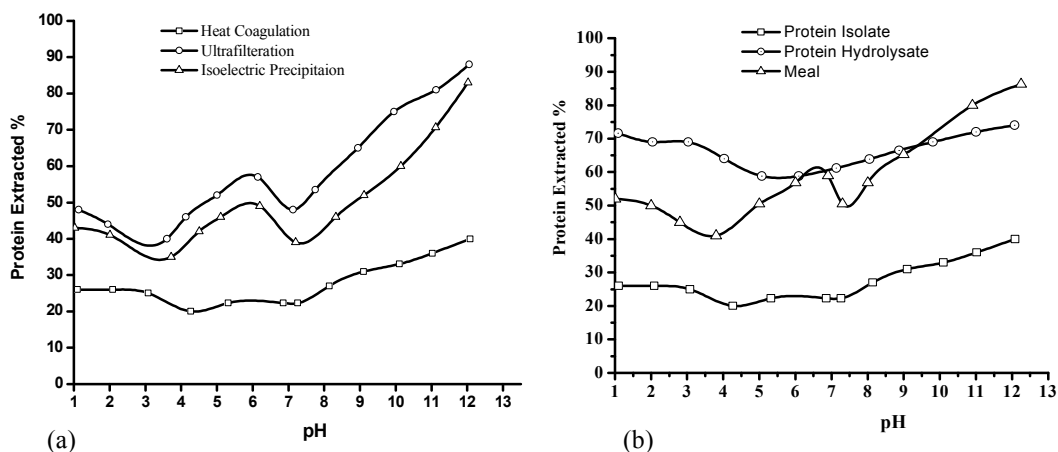 100
90
80
70
60
50
40
30
20
10
0
Protein Extracted %
Heat Coagulation
Ultrafilteration
Isoelectric Precipitaion
1 2 3 4 5 6 7 8 9 10 11 12 13
pH
(a)
Protein Isolate
Protein Hydrolysate
Meal
100
90
80
70
60
50
40
30
20
10
0
Protein Extracted %
1 2 3 4 5 6 7 8 9 10 11 12 13
pH
(b)